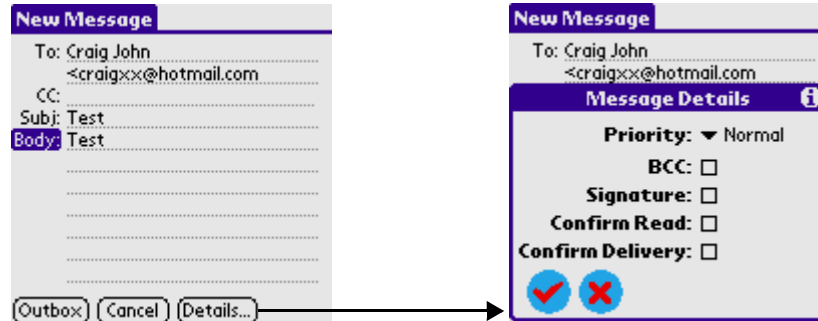 New Message
To: Craig John
<craigxx@hotmail.com
CC:
Subj: Test
Body: Test
Outbox Cancel Details...
New Message
To: Craig John
<craigxx@hotmail.com
Message Details i
Priority: Normal
BCC:
Signature:
Confirm Read:
Confirm Delivery: